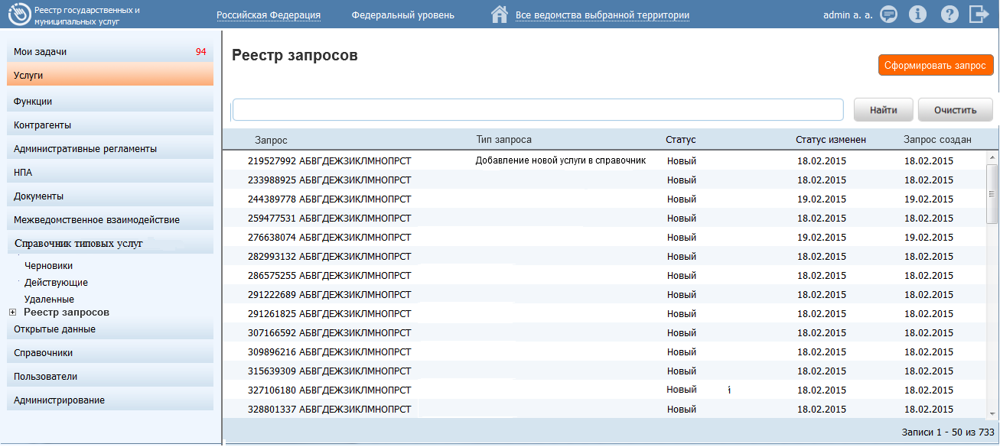 Реестр государственных и
муниципальных услуг
Российская Федерация Федеральный уровень Все ведомства выбранной территории admin a. a.
Мои задачи 94
Услуги
Функции
Контрагенты
Административные регламенты
НПА
Документы
Межведомственное взаимодействие
Справочник типовых услуг
Черновики
Действующие
Удаленные
Реестр запросов
Открытые данные
Справочники
Пользователи
Администрирование
Реестр запросов
Сформировать запрос
Найти Очистить
Запрос Тип запроса Статус Статус изменен Запрос создан
219527992 АБВГДЕЖЗИКЛМНОПРСТ Добавление новой услуги в справочник Новый 18.02.2015 18.02.2015
233988925 АБВГДЕЖЗИКЛМНОПРСТ Новый 18.02.2015 18.02.2015
244389778 АБВГДЕЖЗИКЛМНОПРСТ Новый 19.02.2015 19.02.2015
259477531 АБВГДЕЖЗИКЛМНОПРСТ Новый 18.02.2015 18.02.2015
276638074 АБВГДЕЖЗИКЛМНОПРСТ Новый 19.02.2015 19.02.2015
282993132 АБВГДЕЖЗИКЛМНОПРСТ Новый 18.02.2015 18.02.2015
286575255 АБВГДЕЖЗИКЛМНОПРСТ Новый 18.02.2015 18.02.2015
291222689 АБВГДЕЖЗИКЛМНОПРСТ Новый 18.02.2015 18.02.2015
291261825 АБВГДЕЖЗИКЛМНОПРСТ Новый 18.02.2015 18.02.2015
307166592 АБВГДЕЖЗИКЛМНОПРСТ Новый 18.02.2015 18.02.2015
309896216 АБВГДЕЖЗИКЛМНОПРСТ Новый 18.02.2015 18.02.2015
315639309 АБВГДЕЖЗИКЛМНОПРСТ Новый 18.02.2015 18.02.2015
327106180 АБВГДЕЖЗИКЛМНОПРСТ Новый 18.02.2015 18.02.2015
328801337 АБВГДЕЖЗИКЛМНОПРСТ Новый 18.02.2015 18.02.2015
Записи 1 - 50 из 733